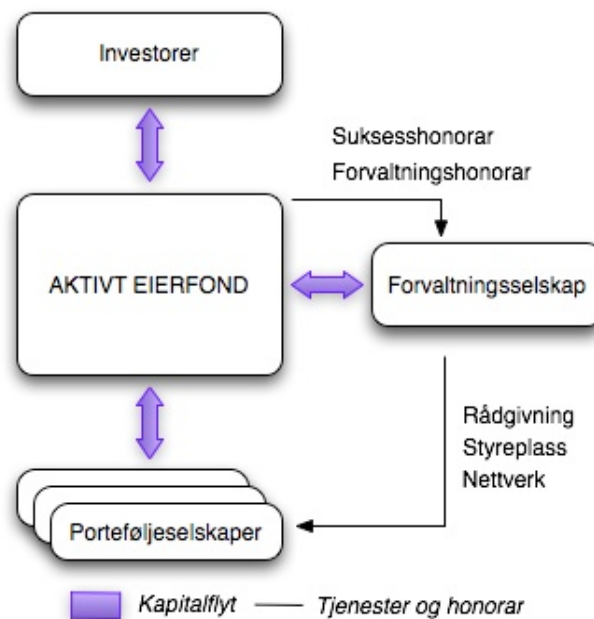 Investorer
Suksesshonorar
Forvaltningshonorar
AKTIVT EIERFOND
Forvaltningsselskap
Rådgivning
Styreplass
Nettverk
Porteføljeselskaper
Kapitalflyt
Tjenester og honorar